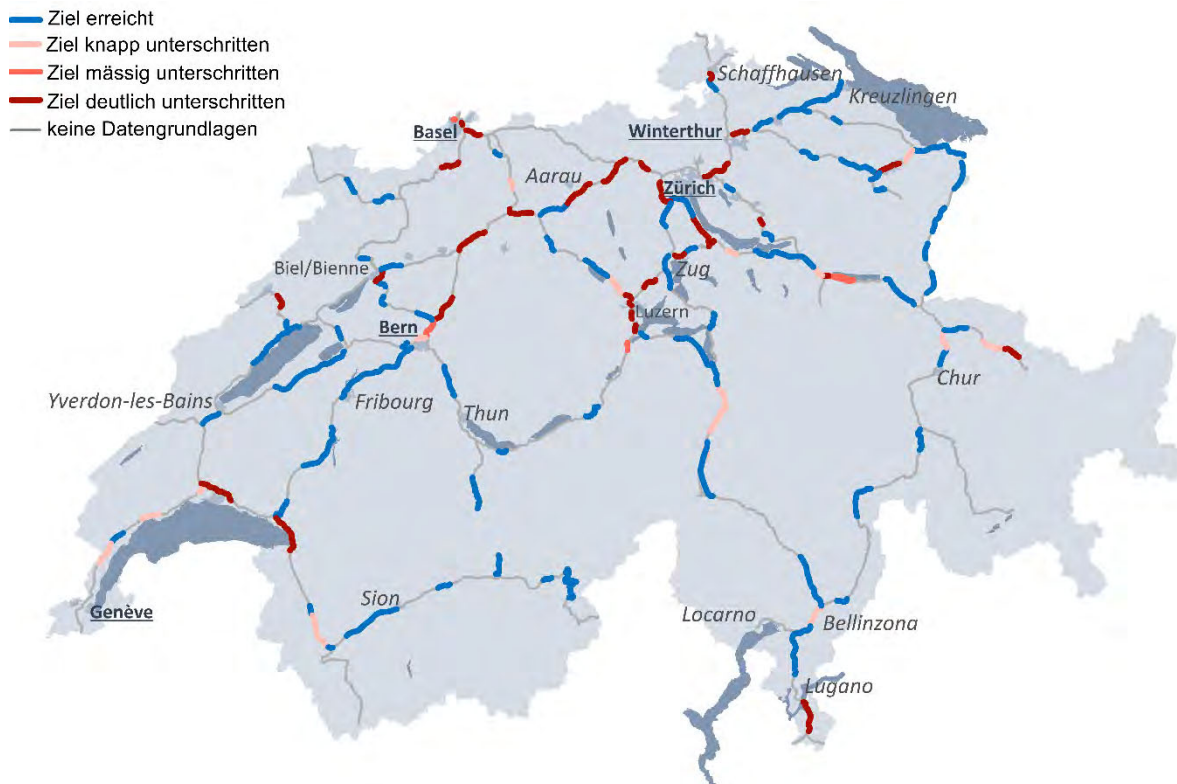 Ziel erreicht
Ziel knapp unterschritten
Ziel mässig unterschritten
Ziel deutlich unterschritten
keine Datengrundlagen
Schaffhausen
Kreuzlingen
Basel
Winterthur
Aarau
Zürich
Biel/Bienne
Zug
Luzern
Bern
Chur
Yverdon-les-Bains
Fribourg
Thun
Sion
Genève
Locarno
Bellinzona
Lugano